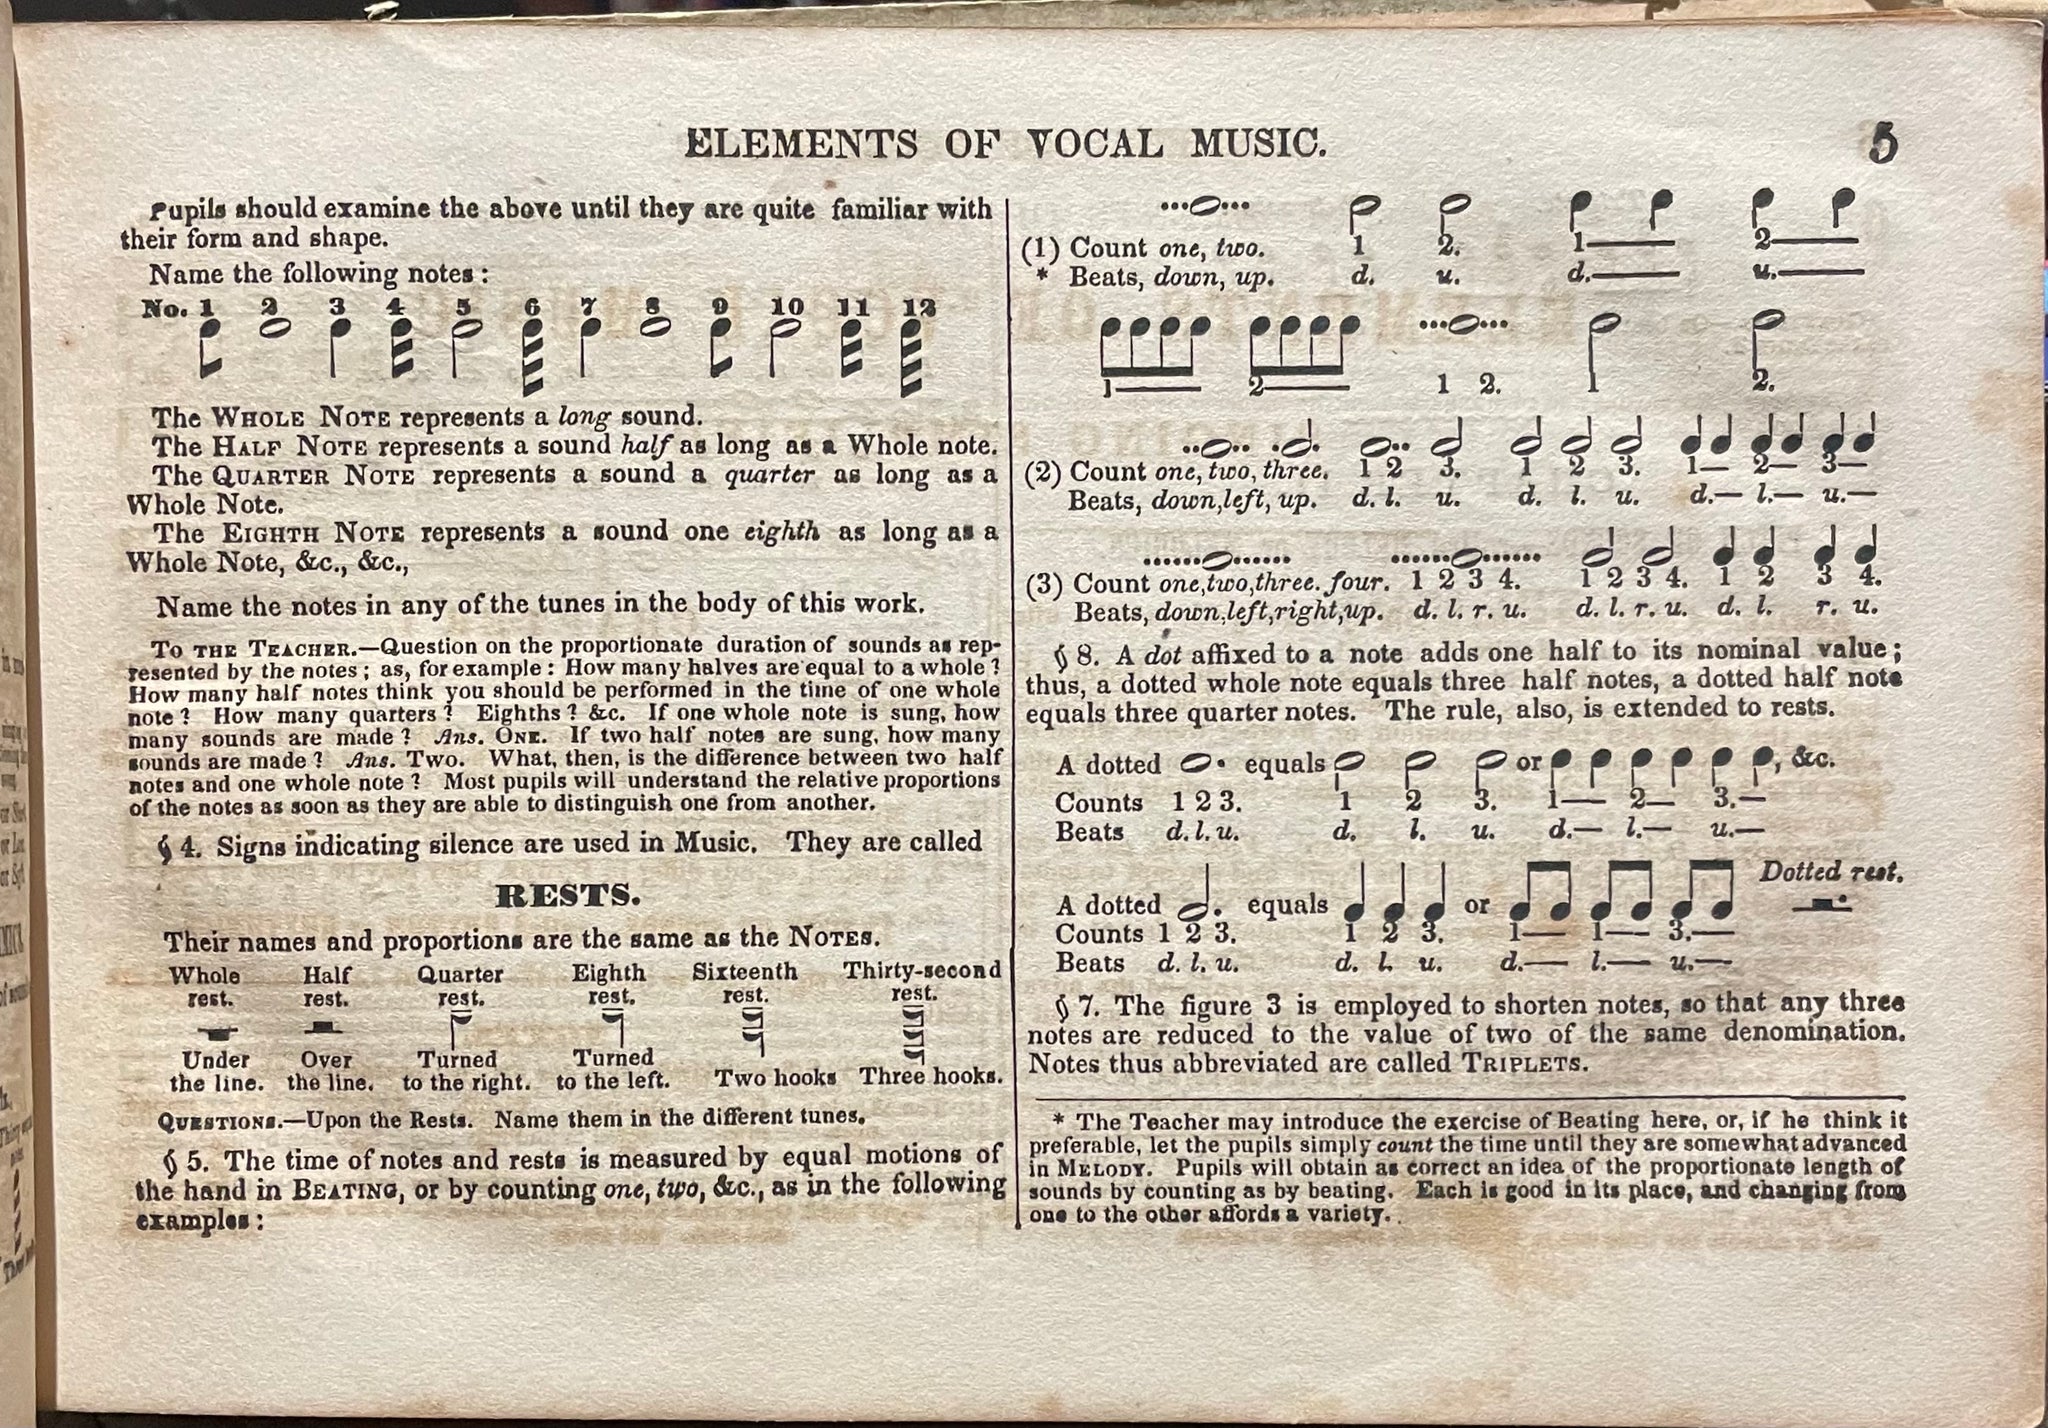 ELEMENTS OF VOCAL MUSIC.
5
Pupils should examine the above until they are quite familiar with
their form and shape.
Name the following notes:
No. 1 2 3 4 5 6 7 8 9 10 11 12
The WHOLE NOTE represents a long sound.
The HALF NOTE represents a sound half as long as a Whole note.
The QUARTER NOTE represents a sound a quarter as long as a
Whole Note.
The EIGHTH NOTE represents a sound one eighth as long as a
Whole Note, &c., &c.,
Name the notes in any of the tunes in the body of this work.
TO THE TEACHER.—Question on the proportionate duration of sounds as rep-
resented by the notes; as, for example: How many halves are equal to a whole?
How many half notes think you should be performed in the time of one whole
note? How many quarters? Eighths? &c. If one whole note is sung, how
many sounds are made? Ans. ONE. If two half notes are sung, how many
sounds are made? Ans. Two. What, then, is the difference between two half
notes and one whole note? Most pupils will understand the relative proportions
of the notes as soon as they are able to distinguish one from another.
§ 4. Signs indicating silence are used in Music. They are called
RESTS.
Their names and proportions are the same as the NOTES.
Whole Half Quarter Eighth Sixteenth Thirty-second
rest. rest. rest. rest. rest. rest.
Under Over Turned Turned
the line. the line. to the right. to the left. Two hooks Three hooks.
QUESTIONS.—Upon the Rests. Name them in the different tunes.
§ 5. The time of notes and rests is measured by equal motions of
the hand in BEATING, or by counting one, two, &c., as in the following
examples:
(1) Count one, two. 1 2. 1— 2—
* Beats, down, up. d. u. d.— u.—
1— 2— 1 2. 1 2.
(2) Count one, two, three. 1 2 3. 1 2 3. 1— 2— 3—
Beats, down, left, up. d. l. u. d. l. u. d.— l.— u.—
(3) Count one, two, three. four. 1 2 3 4. 1 2 3 4. 1 2 3 4.
Beats, down, left, right, up. d. l. r. u. d. l. r. u. d. l. r. u.
§ 8. A dot affixed to a note adds one half to its nominal value;
thus, a dotted whole note equals three half notes, a dotted half note
equals three quarter notes. The rule, also, is extended to rests.
A dotted equals or , &c.
Counts 1 2 3. 1 2 3. 1— 2— 3.—
Beats d. l. u. d. l. u. d.— l.— u.—
Dotted rest.
A dotted equals or
Counts 1 2 3. 1 2 3. 1— 1— 3.—
Beats d. l. u. d. l. u. d.— l.— u.—
§ 7. The figure 3 is employed to shorten notes, so that any three
notes are reduced to the value of two of the same denomination.
Notes thus abbreviated are called TRIPLETS.
* The Teacher may introduce the exercise of Beating here, or, if he think it
preferable, let the pupils simply count the time until they are somewhat advanced
in MELODY. Pupils will obtain as correct an idea of the proportionate length of
sounds by counting as by beating. Each is good in its place, and changing from
one to the other affords a variety.